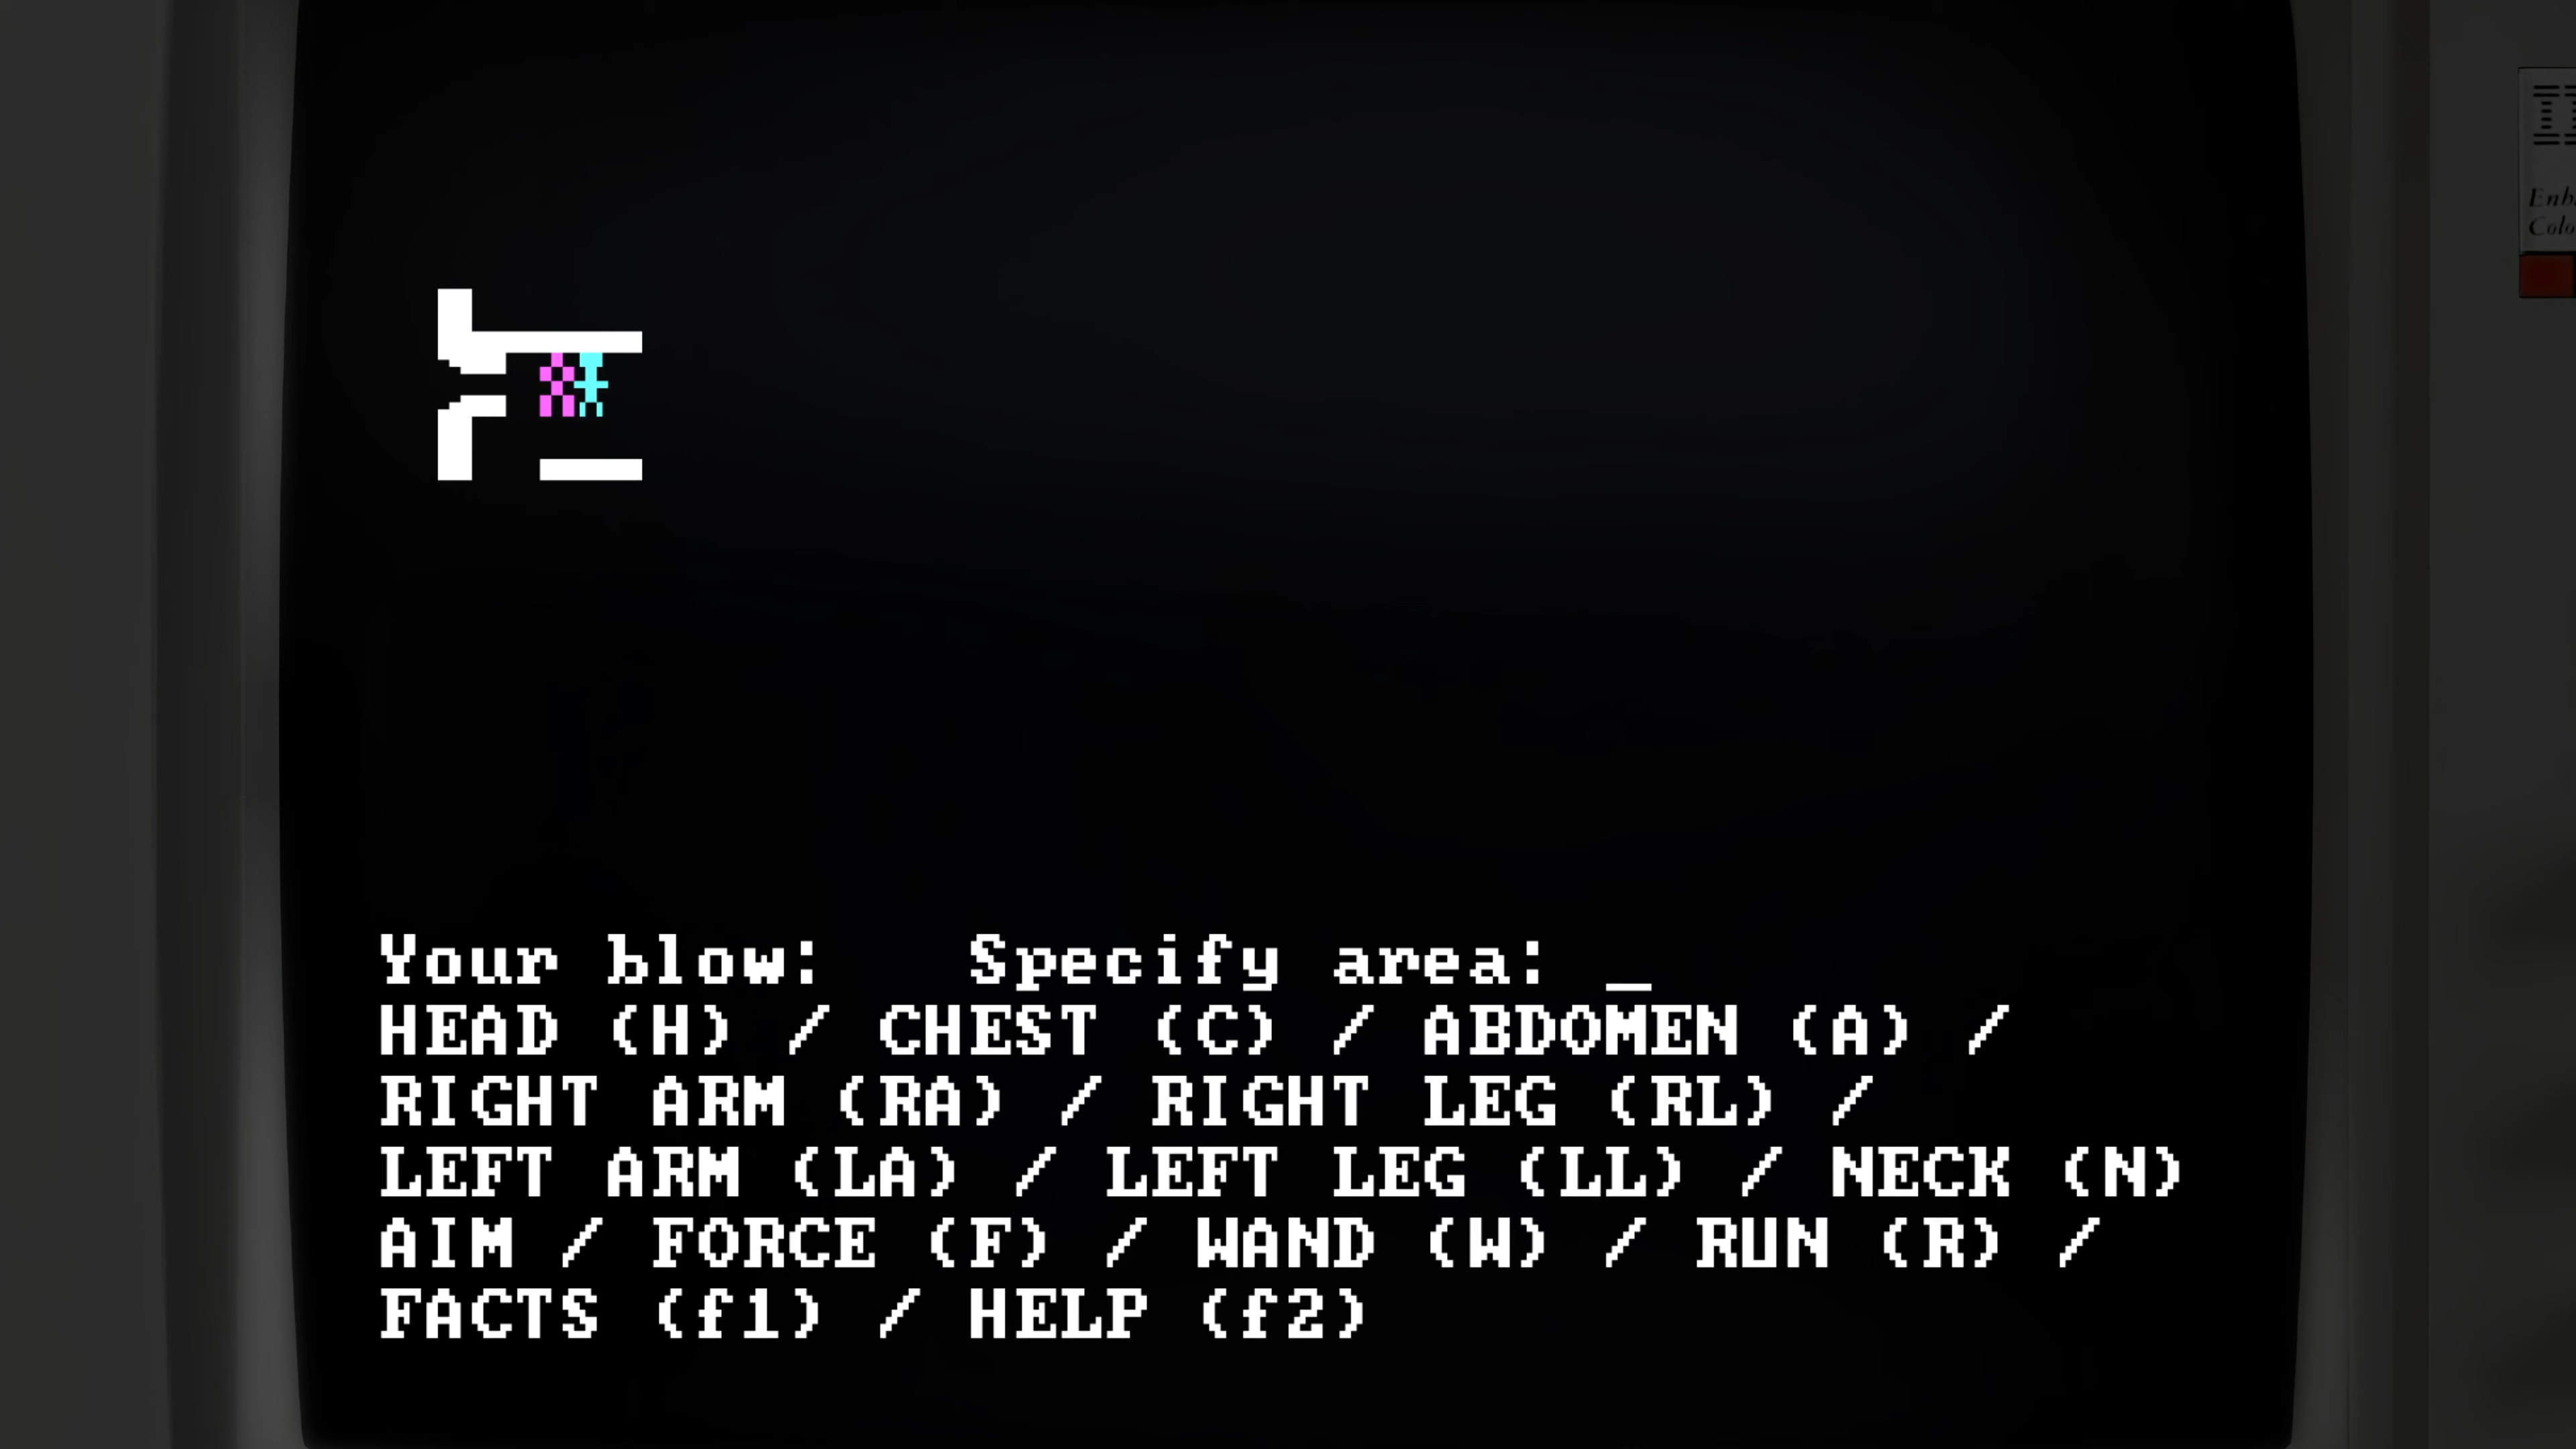 Your blow:   Specify area: _
HEAD (H) / CHEST (C) / ABDOMEN (A) /
RIGHT ARM (RA) / RIGHT LEG (RL) /
LEFT ARM (LA) / LEFT LEG (LL) / NECK (N)
AIM / FORCE (F) / WAND (W) / RUN (R) /
FACTS (f1) / HELP (f2)